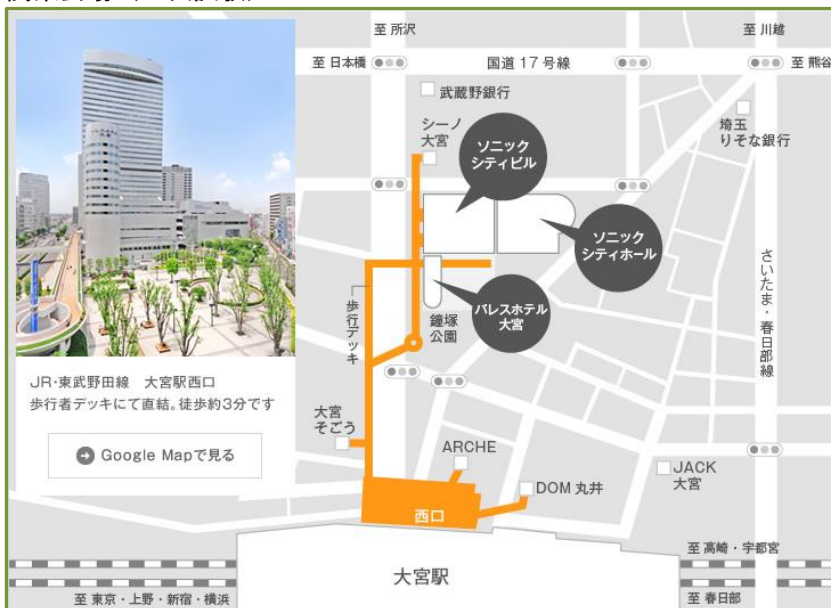 至 所沢
至 川越
至 日本橋
国道 17 号線
至 熊谷
武蔵野銀行
シーノ
大宮
埼玉
りそな銀行
ソニック
シティビル
ソニック
シティホール
さいたま・春日部線
パレスホテル
大宮
歩行デッキ
鐘塚
公園
JR・東武野田線 大宮駅西口
歩行者デッキにて直結。徒歩約3分です
Google Mapで見る
大宮
そごう
ARCHE
DOM 丸井
JACK
大宮
西口
大宮駅
至 高崎・宇都宮
至 東京・上野・新宿・横浜
至 春日部